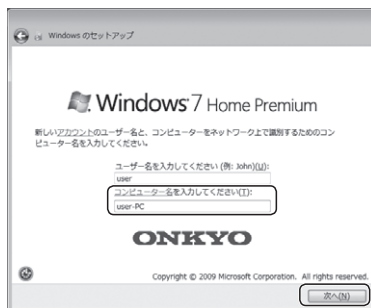 Windows のセットアップ
Windows 7 Home Premium
新しいアカウントのユーザー名と、コンピューターをネットワーク上で識別するためのコン
ピューター名を入力してください。
ユーザー名を入力してください (例: John)(U):
user
コンピューター名を入力してください(T):
user-PC
ONKYO
Copyright © 2009 Microsoft Corporation. All rights reserved.
次へ(N)